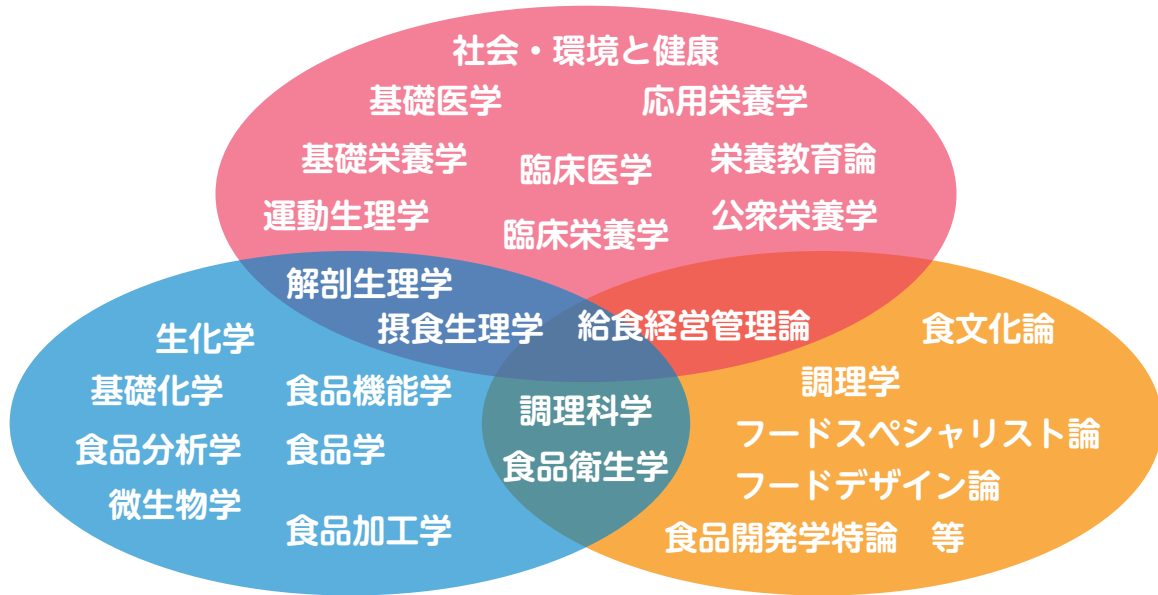 社会・環境と健康
基礎医学
応用栄養学
基礎栄養学
臨床医学
栄養教育論
運動生理学
臨床栄養学
公衆栄養学
解剖生理学
摂食生理学
給食経営管理論
生化学
基礎化学
食品機能学
食品分析学
食品学
微生物学
食品加工学
調理科学
食品衛生学
食文化論
調理学
フードスペシャリスト論
フードデザイン論
食品開発学特論　等